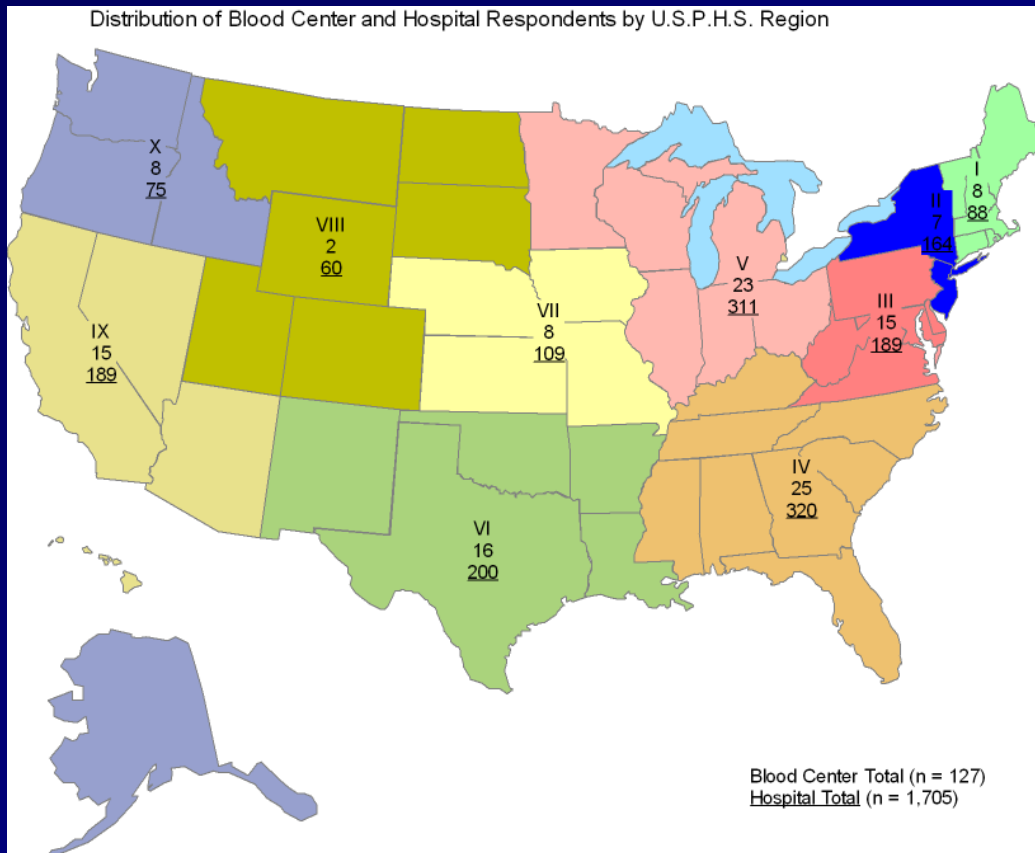 Distribution of Blood Center and Hospital Respondents by U.S.P.H.S. Region
X
8
75
VIII
2
60
IX
15
189
VII
8
109
V
23
311
I
8
88
II
7
164
III
15
189
IV
25
320
VI
16
200
Blood Center Total (n = 127)
Hospital Total (n = 1,705)